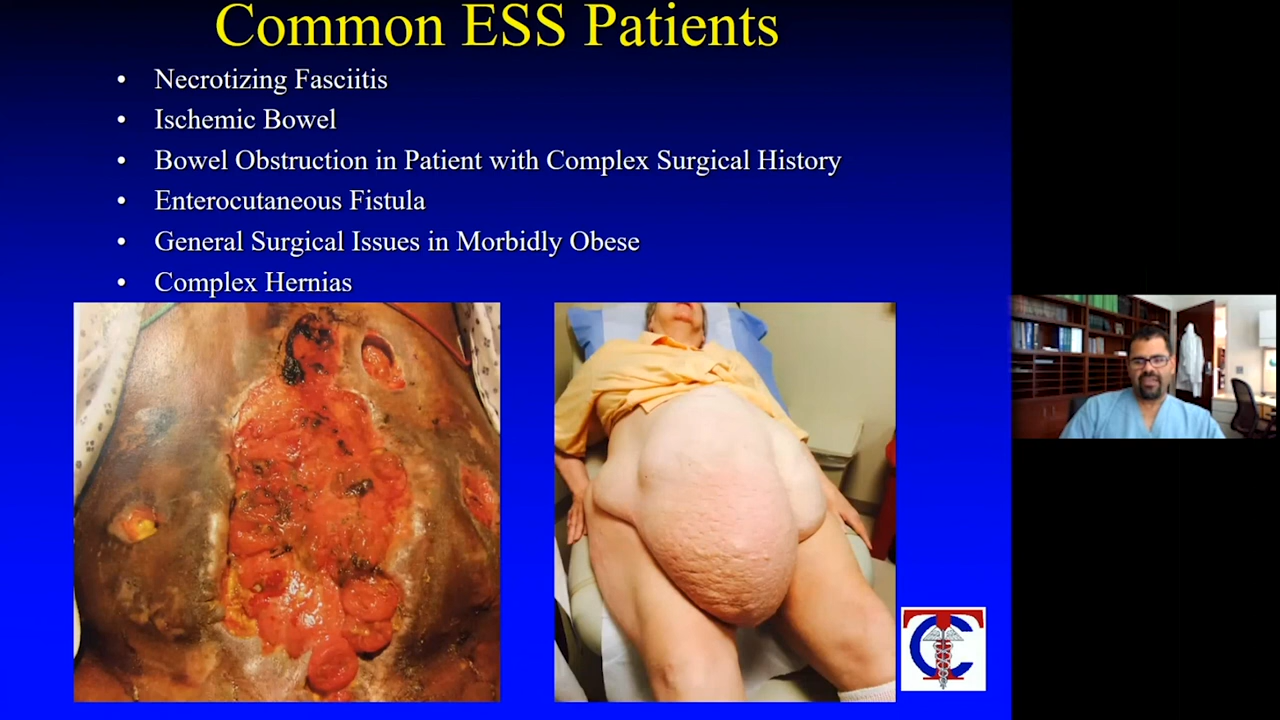 Common ESS Patients
• Necrotizing Fasciitis
• Ischemic Bowel
• Bowel Obstruction in Patient with Complex Surgical History
• Enterocutaneous Fistula
• General Surgical Issues in Morbidly Obese
• Complex Hernias
TC